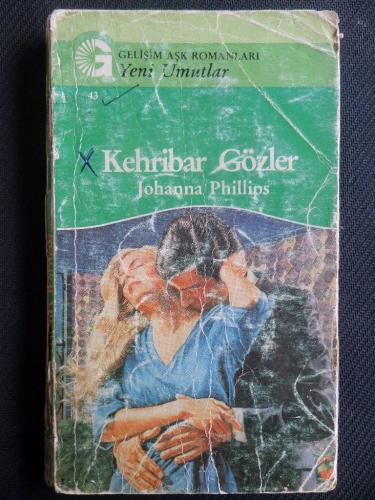 GELİŞİM AŞK ROMANLARI
Yeni Umutlar
43
Kehribar Gözler
Johanna Phillips